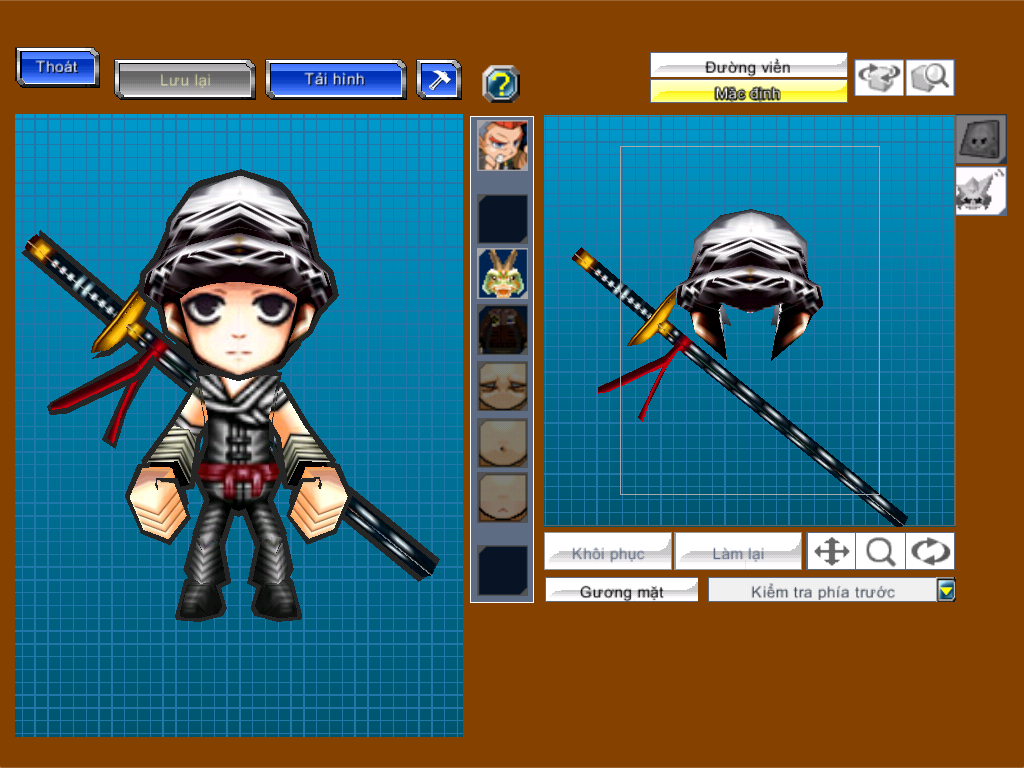 Thoát
Lưu lại
Tải hình
?
Đường viền
Mặc định
Khôi phục
Làm lại
Gương mặt
Kiểm tra phía trước